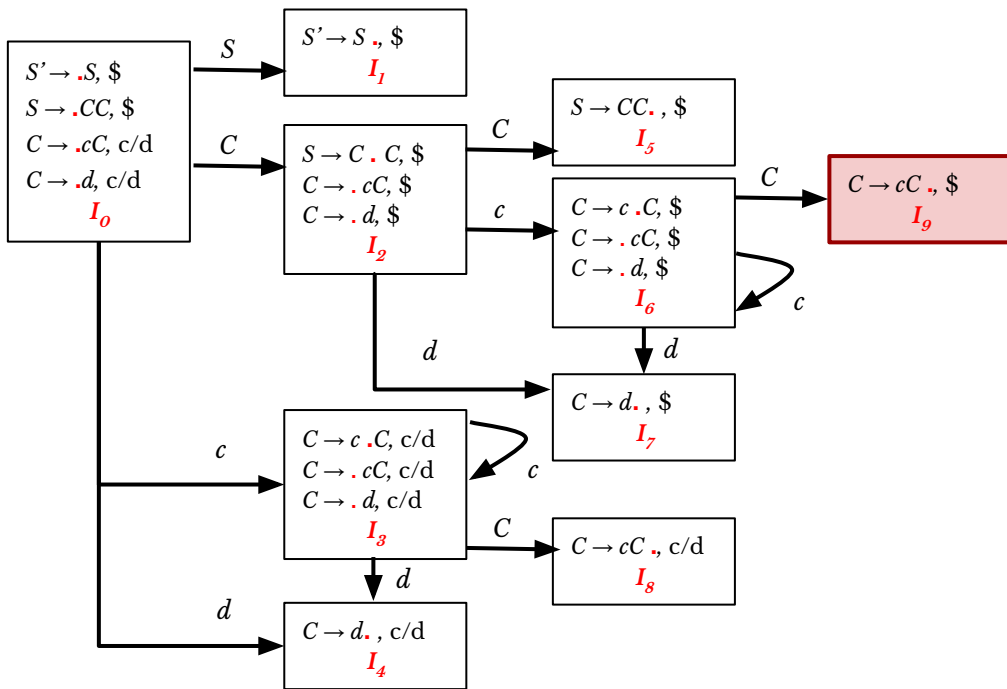 S’ → .S, $
S → .CC, $
C → .cC, c/d
C → .d, c/d
I0
S
S’ → S ., $
I1
C
S → C . C, $
C → . cC, $
C → . d, $
I2
C
S → CC. , $
I5
c
C → c .C, $
C → . cC, $
C → . d, $
I6
C
C → cC ., $
I9
c
d
d
C → d. , $
I7
c
C → c .C, c/d
C → . cC, c/d
C → . d, c/d
I3
c
C
C → cC ., c/d
I8
d
d
C → d. , c/d
I4